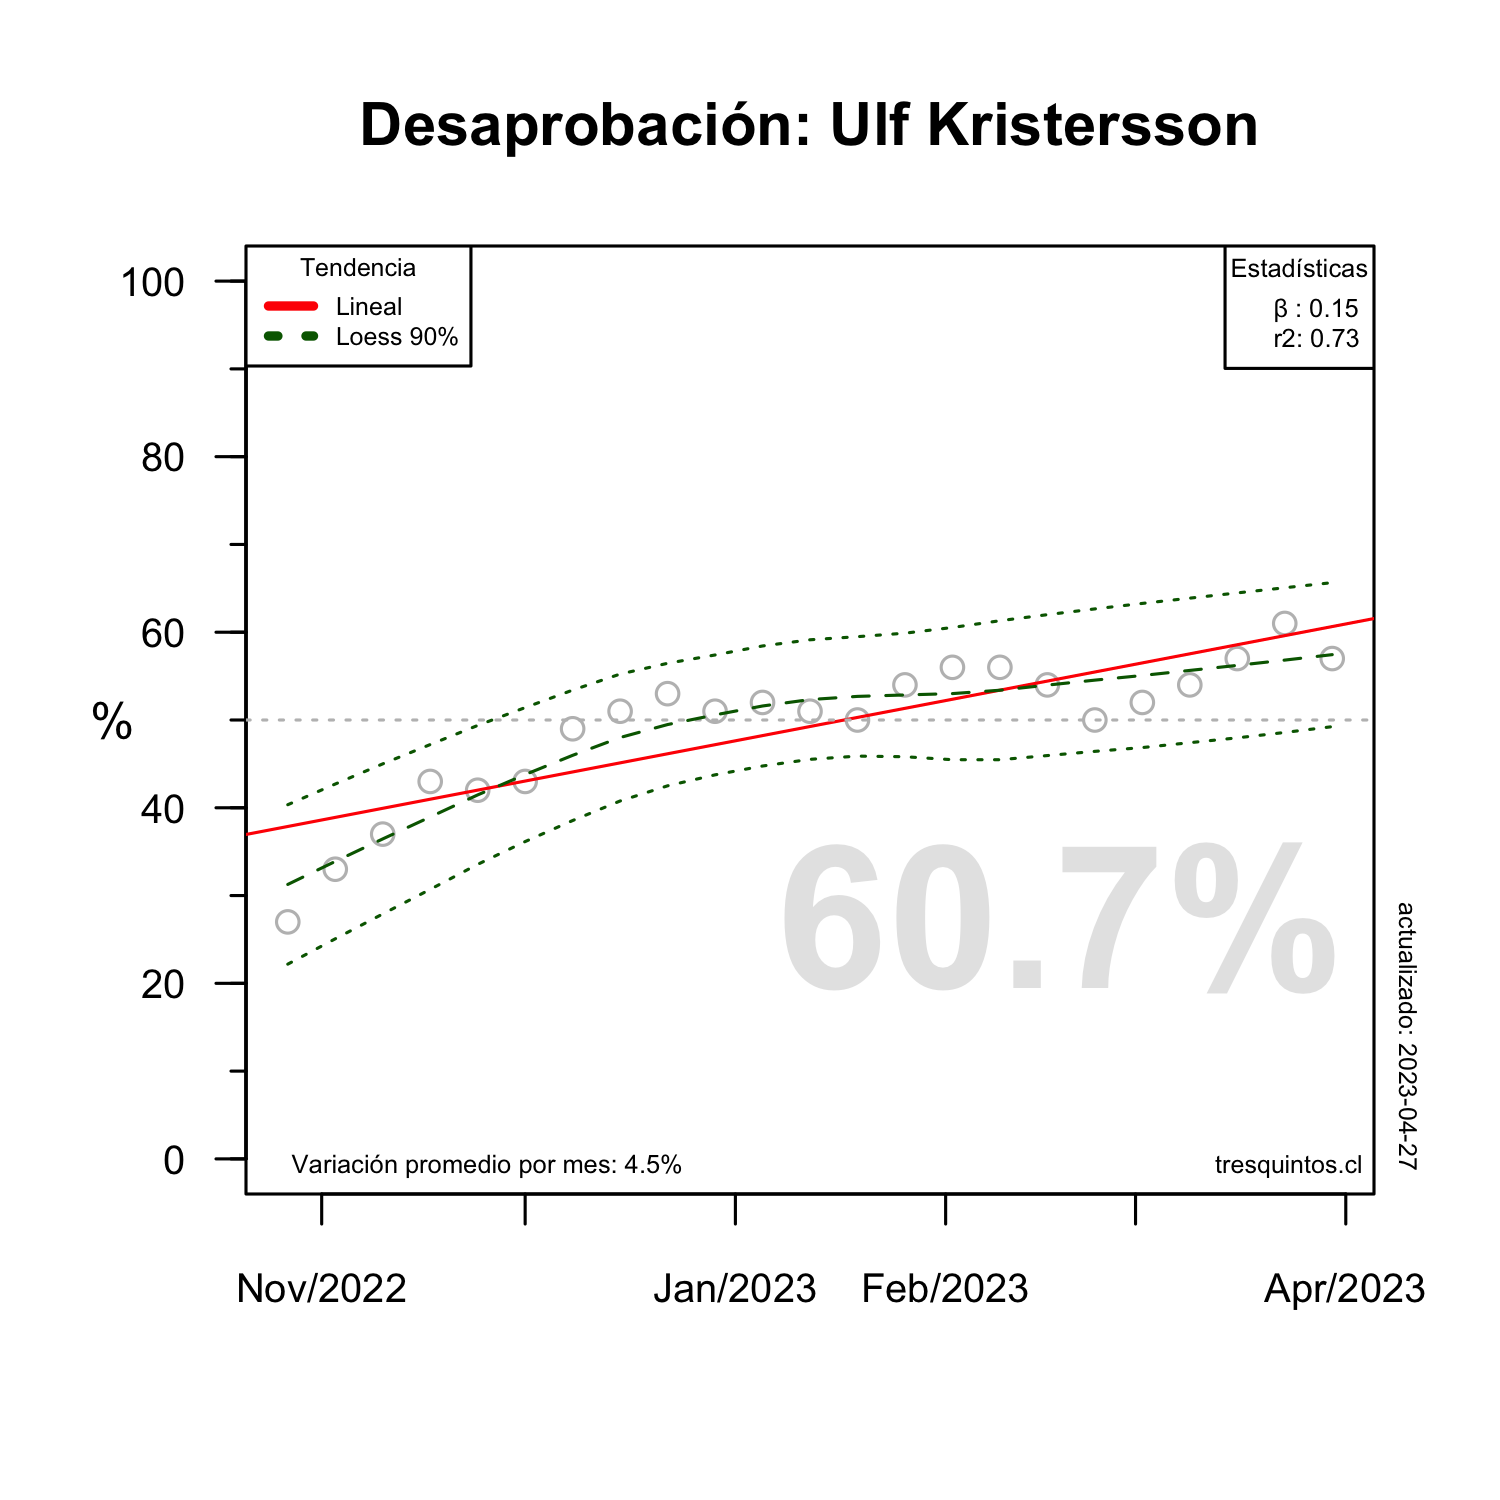 Desaprobación: Ulf Kristersson
Tendencia
Lineal
Loess 90%
Estadísticas
β : 0.15
r2: 0.73
100
80
60
%
40
20
0
60.7%
actualizado: 2023-04-27
Variación promedio por mes: 4.5%
tresquintos.cl
Nov/2022
Jan/2023
Feb/2023
Apr/2023